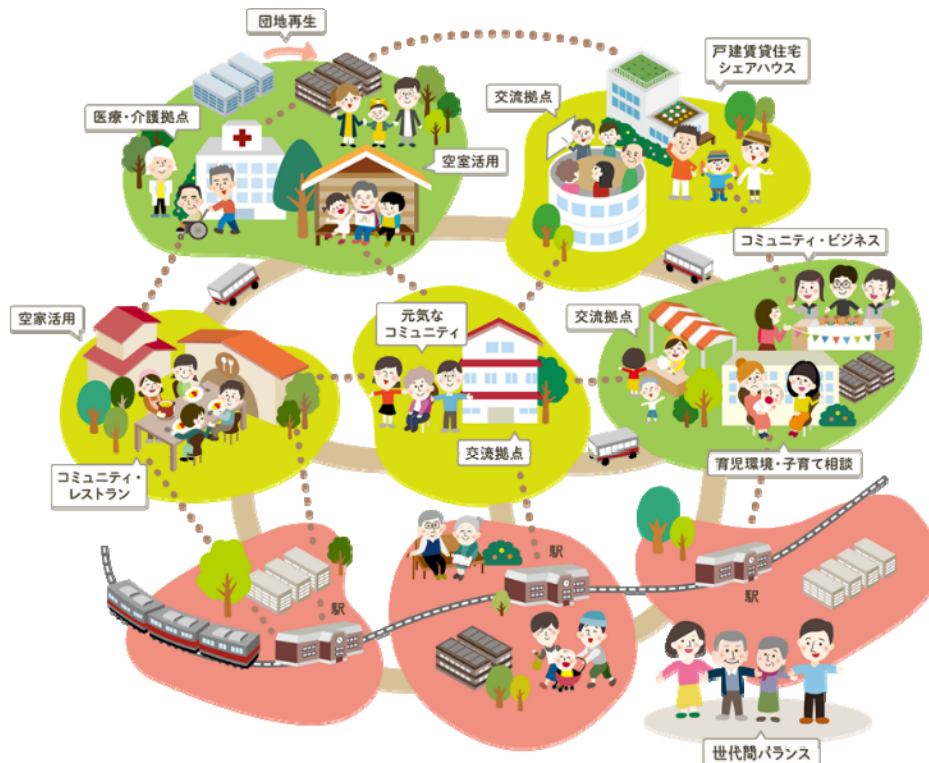 団地再生
戸建賃貸住宅
シェアハウス
交流拠点
医療・介護拠点
空室活用
コミュニティ・ビジネス
空家活用
元気な
コミュニティ
交流拠点
交流拠点
育児環境・子育て相談
コミュニティ・
レストラン
駅
駅
駅
世代間バランス